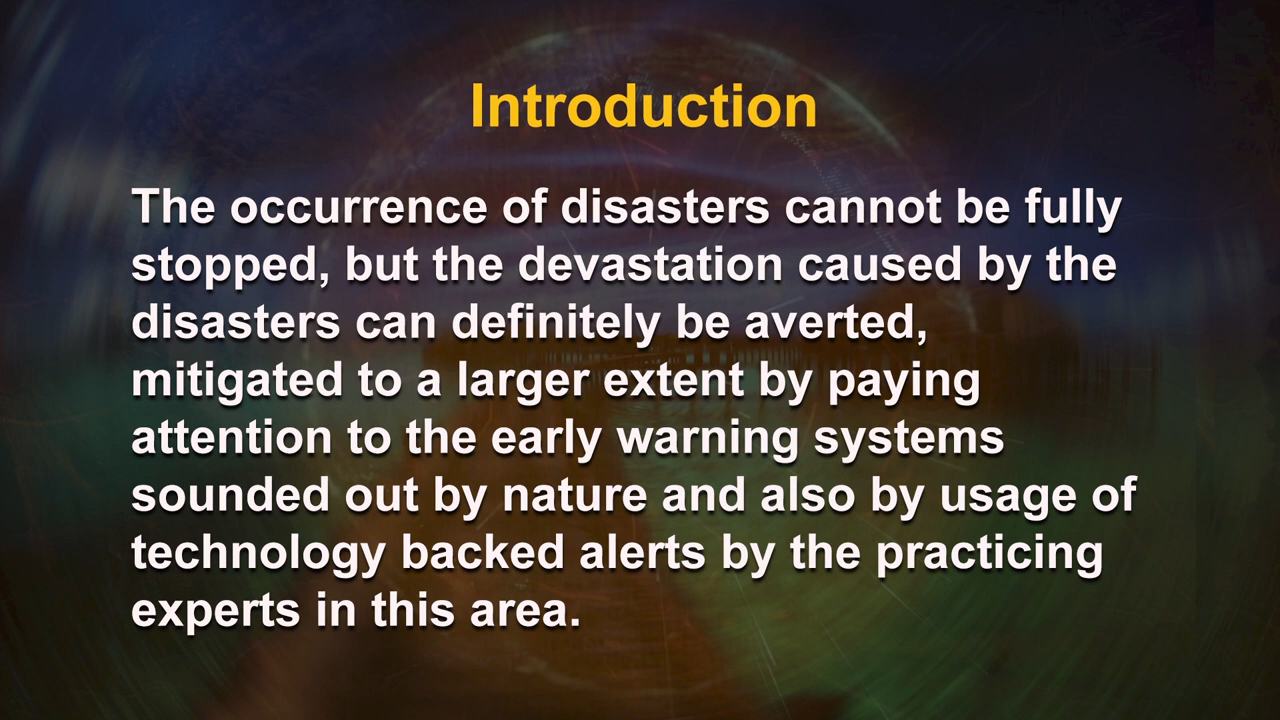 Introduction
The occurrence of disasters cannot be fully
stopped, but the devastation caused by the
disasters can definitely be averted,
mitigated to a larger extent by paying
attention to the early warning systems
sounded out by nature and also by usage of
technology backed alerts by the practicing
experts in this area.